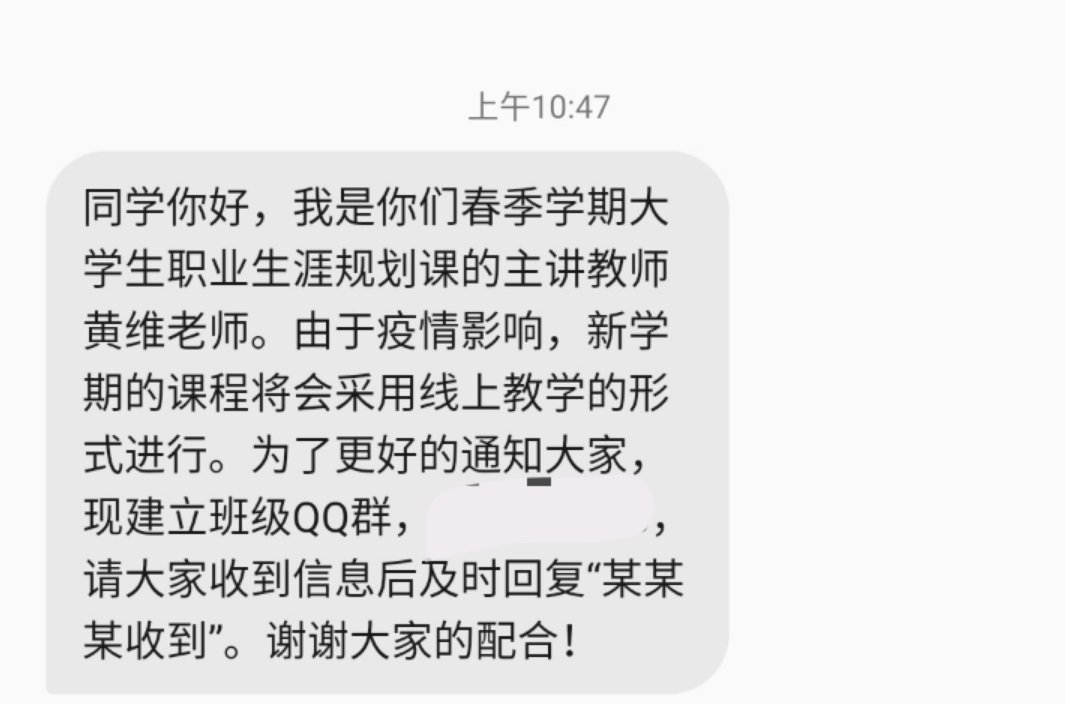 上午10:47
同学你好，我是你们春季学期大
学生职业生涯规划课的主讲教师
黄维老师。由于疫情影响，新学
期的课程将会采用线上教学的形
式进行。为了更好的通知大家，
现建立班级QQ群，，
请大家收到信息后及时回复“某某
某收到”。谢谢大家的配合！